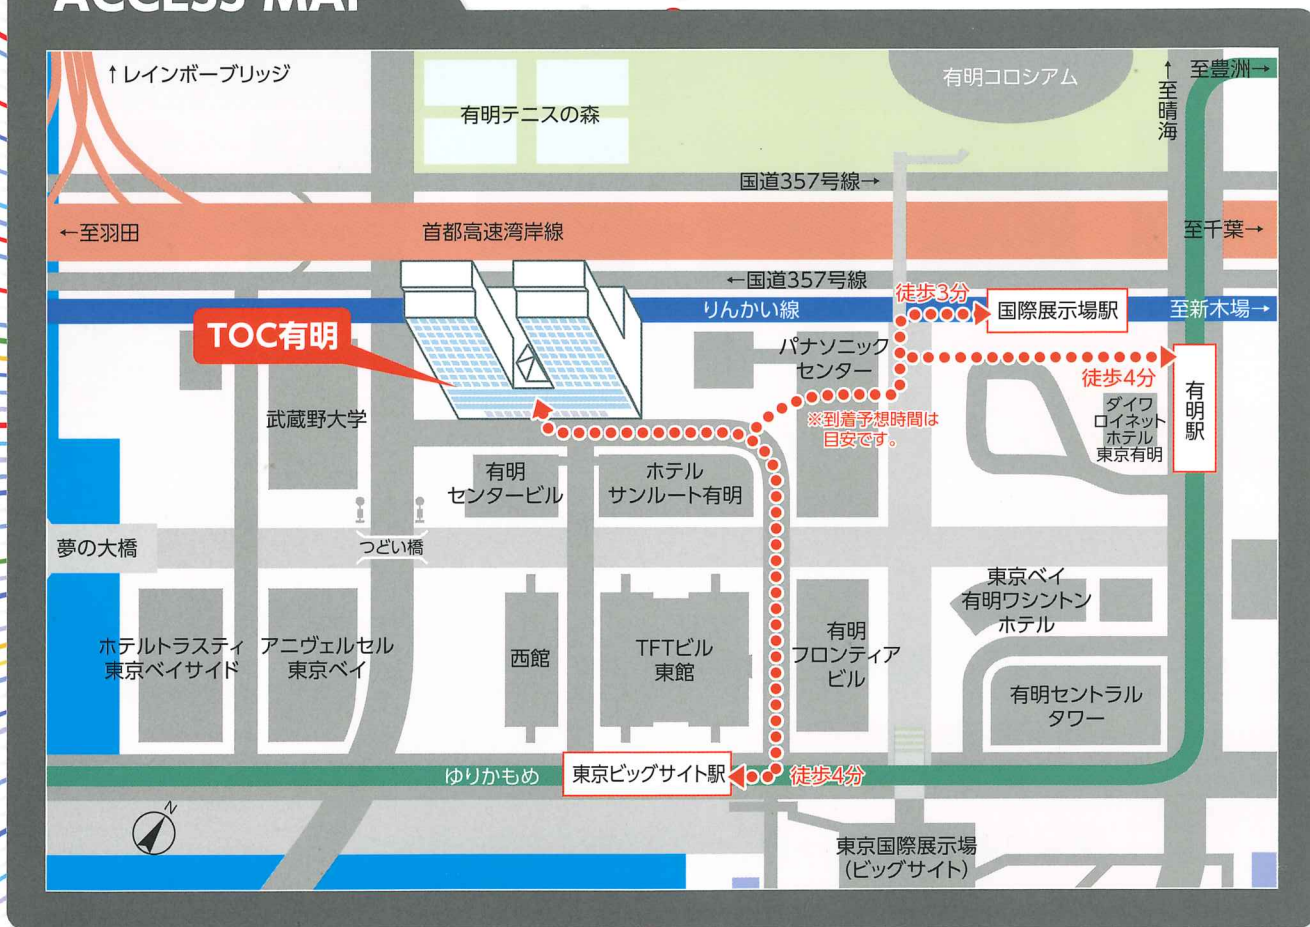 ACCESS MAP
↑レインボーブリッジ
有明テニスの森
有明コロシアム
↑至晴海
至豊洲→
国道357号線→
←至羽田
首都高速湾岸線
至千葉→
←国道357号線
りんかい線
徒歩3分
国際展示場駅
至新木場→
TOC有明
パナソニック
センター
徒歩4分
有明駅
※到着予想時間は
目安です。
ダイワ
ロイネット
ホテル
東京有明
武蔵野大学
有明
センタービル
ホテル
サンルート有明
夢の大橋
つどい橋
東京ベイ
有明ワシントン
ホテル
ホテルトラスティ
東京ベイサイド
アニヴェルセル
東京ベイ
西館
TFTビル
東館
有明
フロンティア
ビル
有明セントラル
タワー
ゆりかもめ
東京ビッグサイト駅
徒歩4分
N
東京国際展示場
(ビッグサイト)